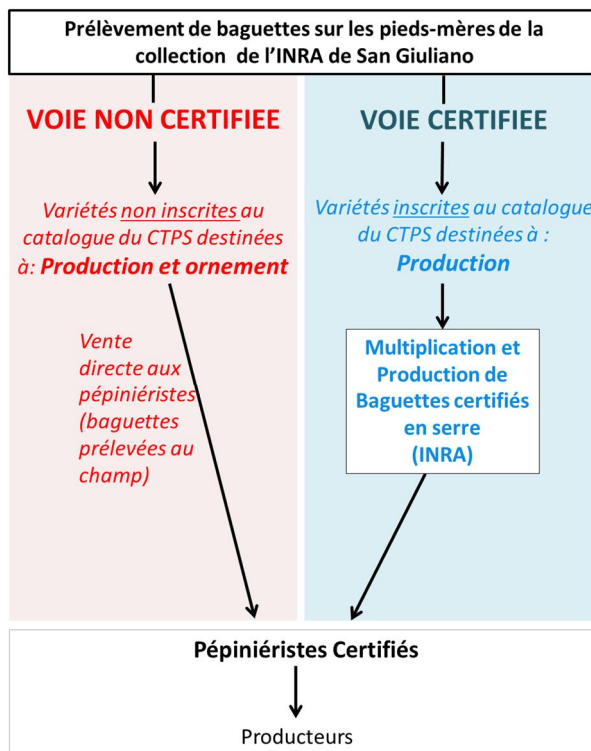 Prélèvement de baguettes sur les pieds-mères de la
collection de l’INRA de San Giuliano
VOIE NON CERTIFIEE
Variétés non inscrites au
catalogue du CTPS destinées
à: Production et ornement
Vente
directe aux
pépiniéristes
(baguettes
prélevées au
champ)
VOIE CERTIFIEE
Variétés inscrites au catalogue
du CTPS destinées à :
Production
Multiplication et
Production de
Baguettes certifiés
en serre
(INRA)
Pépiniéristes Certifiés
Producteurs